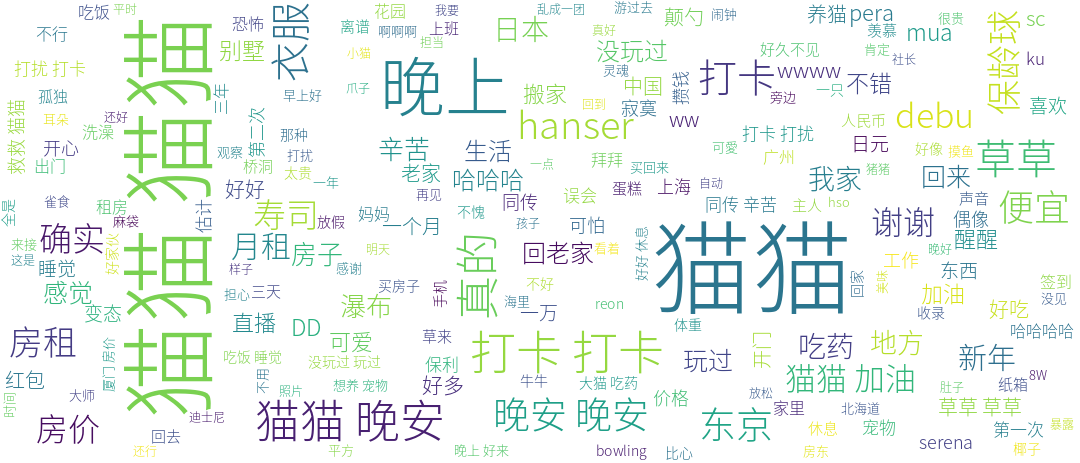 吃饭
平时
不行
打扰 打卡
孤独
耳朵
还好
救救 猫猫
洗澡
开心
出门
雀食
租房
全是
麻袋
确实
来接
这是
好家伙
睡觉
感觉
变态
房租
厦门 房价
红包
大师
时间
房价
回去
还行
猫猫 猫猫
迪士尼
猫猫 晚安
恐怖
别墅
衣服
三年
早上好
观察
第二次
那种
打扰
桥洞
太贵
估计
好好
寿司
月租
房子
样子
担心
三天
感谢
直播
DD
吃饭 睡觉
不用
照片
平方
花园
离谱
啊啊啊
小猫
爪子
我要
上班
担当
晚上
辛苦
老家
生活
哈哈哈
一年
放假
妈妈
一个月
再见
买房子
明天
瀑布
手机
可爱
没玩过 玩过
草来
保利
想养 宠物
好多
牛牛
晚上 好来
晚安 晚安
乱成一团
日本
搬家
hanser
一点
同传
不愧
孩子
真的
回老家
不好
海里
一万
reon
打卡 打卡
大猫 吃药
价格
bowling
游过去
真好
没玩过
灵魂
中国
回到
寂寞
ww
拜拜
买回来
误会
蛋糕
上海
可怕
看着
好好 休息
体重
玩过
比心
东京
闹钟
颠勺
攒钱
打卡
wwww
旁边
好久不见
打卡 打扰
可愛
广州
自动
同传 辛苦
猫猫
开门
放松
家里
房东
养猫
pera
羡慕
肯定
社长
mua
一只
不错
人民币
日元
我家
主人
hso
回家
吃药
猫猫 加油
北海道
休息
宠物
很贵
debu
好像
摸鱼
回来
谢谢
偶像
声音
醒醒
晚好
工作
美味
东西
加油
收录
没见
地方
新年
肚子
草草 草草
serena
第一次
保龄球
sc
ku
喜欢
草草
便宜
签到
好吃
哈哈哈哈
纸箱
8W
椰子
暴露